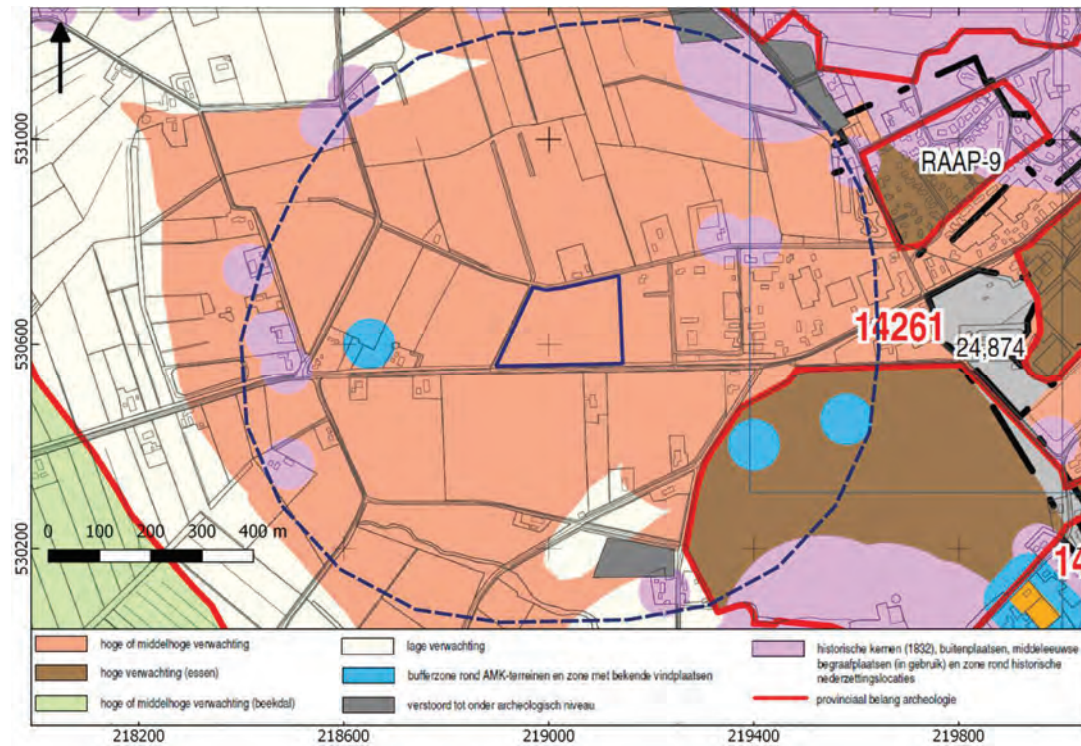 531000
530600
530200
RAAP-9
14261
24,874
14
0 100 200 300 400 m
hoge of middelhoge verwachting
hoge verwachting (essen)
hoge of middelhoge verwachting (beekdal)
lage verwachting
bufferzone rond AMK-terreinen en zone met bekende vindplaatsen
verstoord tot onder archeologisch niveau
historische kernen (1832), buitenplaatsen, middeleeuwse
begraafplaatsen (in gebruik) en zone rond historische
nederzettingslocaties
provinciaal belang archeologie
218200 218600 219000 219400 219800